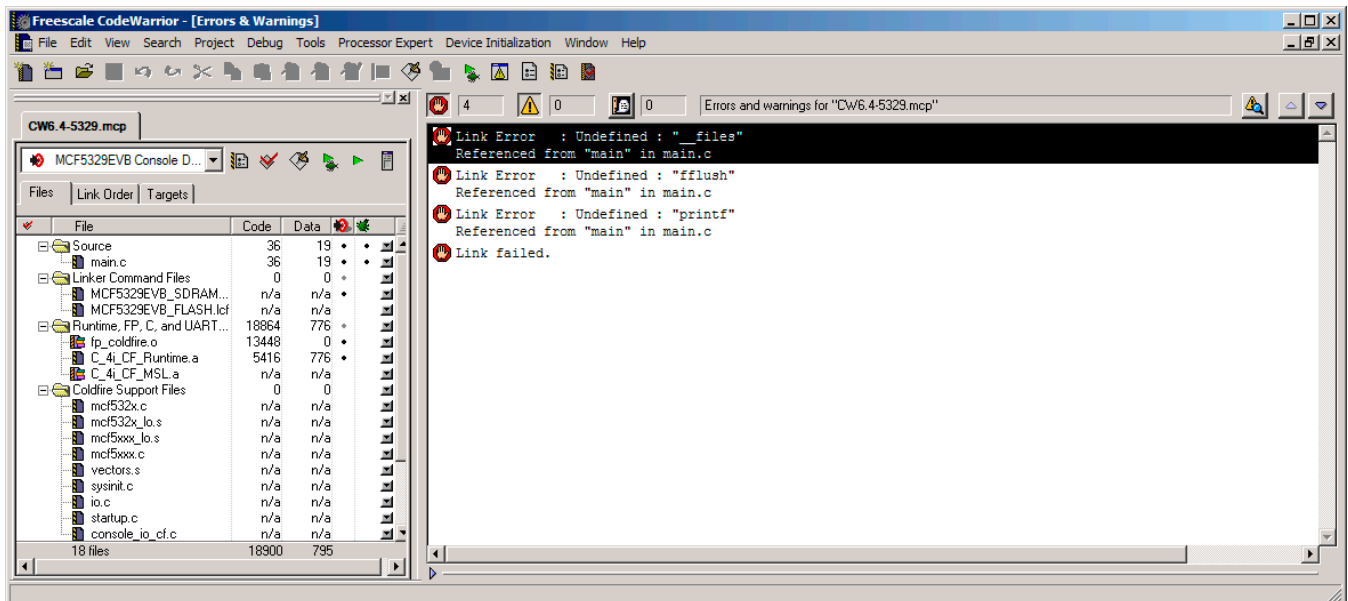 Freescale CodeWarrior - [Errors & Warnings]
File Edit View Search Project Debug Tools Processor Expert Device Initialization Window Help
CW6.4-5329.mcp
MCF5329EVB Console D...
Files Link Order Targets
File Code Data
Source 36 19
main.c 36 19
Linker Command Files 0 0
MCF5329EVB_SDRAM... n/a n/a
MCF5329EVB_FLASH.lcf n/a n/a
Runtime, FP, C, and UART... 18864 776
fp_coldfire.o 13448 0
C_4i_CF_Runtime.a 5416 776
C_4i_CF_MSL.a n/a n/a
Coldfire Support Files 0 0
mcf532x.c n/a n/a
mcf532x_lo.s n/a n/a
mcf5xxx_lo.s n/a n/a
mcf5xxx.c n/a n/a
vectors.s n/a n/a
sysinit.c n/a n/a
io.c n/a n/a
startup.c n/a n/a
console_io_cf.c n/a n/a
18 files 18900 795
4 0 0 Errors and warnings for "CW6.4-5329.mcp"
Link Error : Undefined : "__files"
Referenced from "main" in main.c
Link Error : Undefined : "fflush"
Referenced from "main" in main.c
Link Error : Undefined : "printf"
Referenced from "main" in main.c
Link failed.